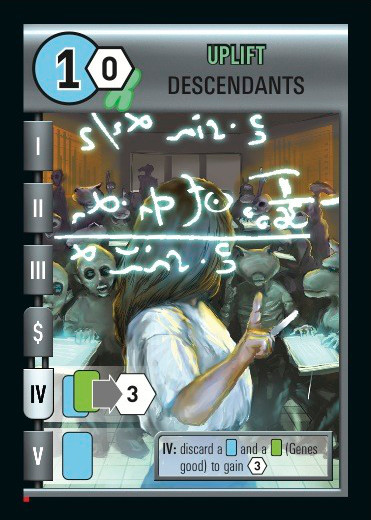 1 0
UPLIFT
DESCENDANTS
I
II
III
$
IV 3
V
IV: discard a and a (Genes
good) to gain 3